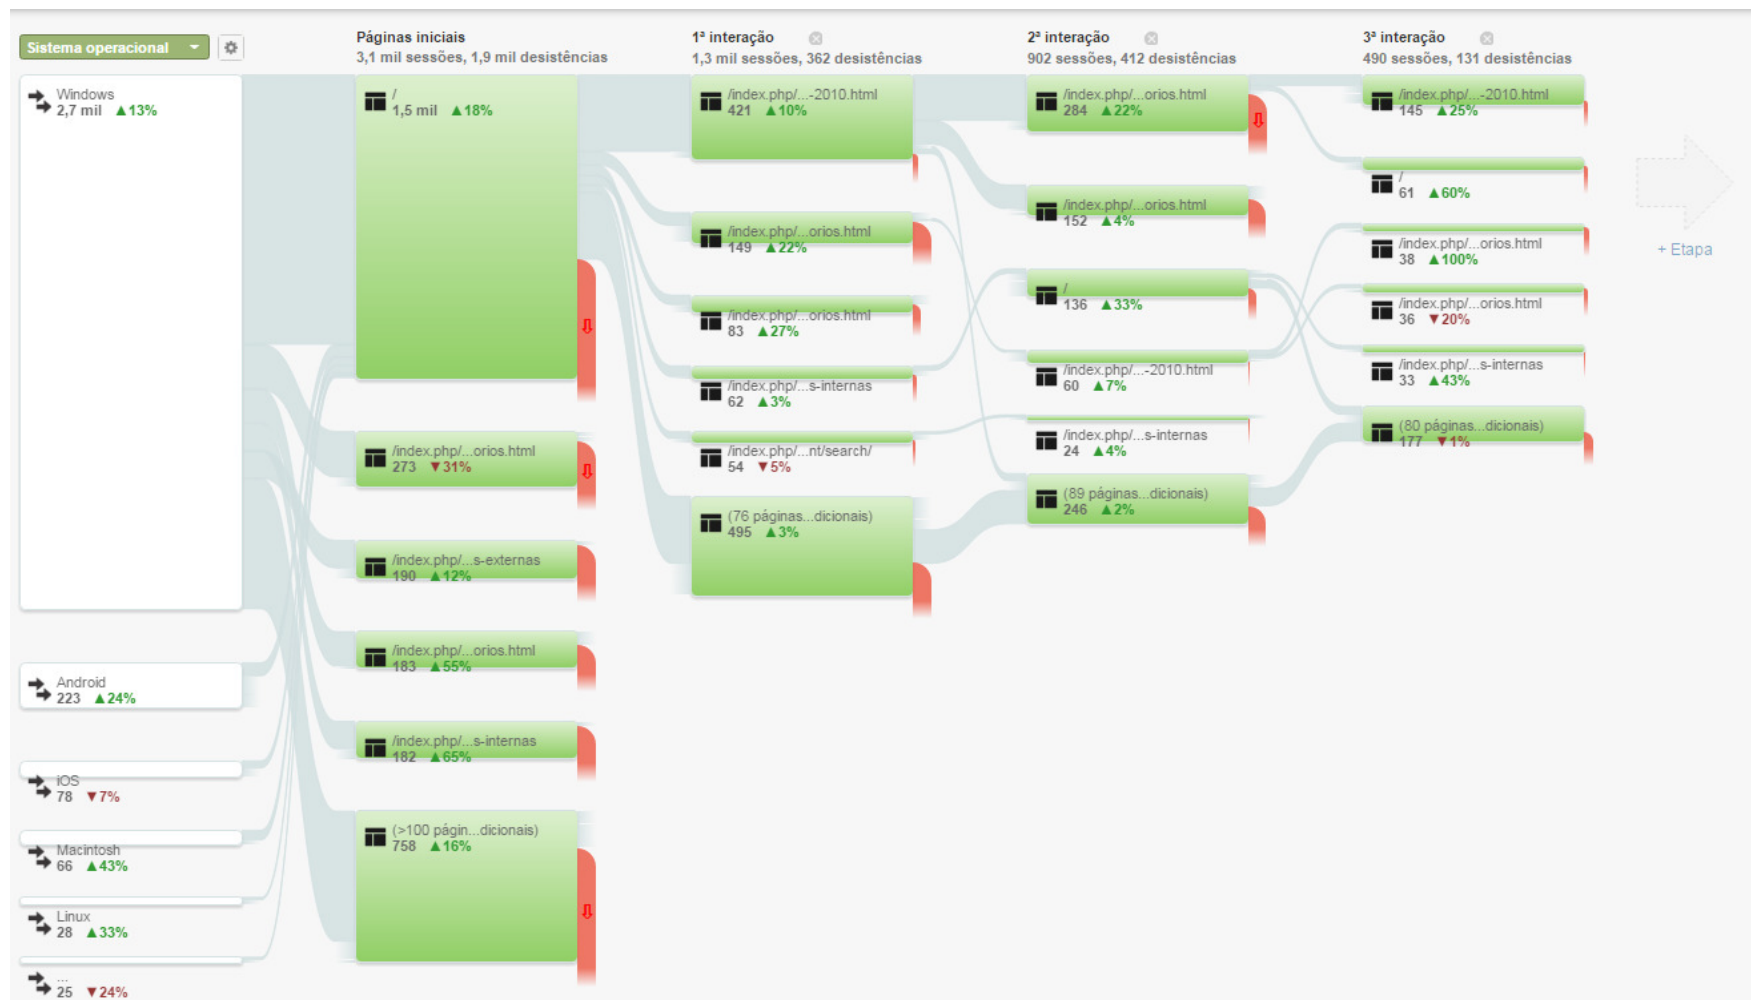 Sistema operacional
Windows
2,7 mil ▲13%
Android
223 ▲24%
iOS
78 ▼7%
Macintosh
66 ▲43%
Linux
28 ▲33%
...
25 ▼24%
Páginas iniciais
3,1 mil sessões, 1,9 mil desistências
/
1,5 mil ▲18%
/index.php/...orios.html
273 ▼31%
/index.php/...s-externas
190 ▲12%
/index.php/...orios.html
183 ▲55%
/index.php/...s-internas
182 ▲65%
(>100 págin...dicionais)
758 ▲16%
1ª interação
1,3 mil sessões, 362 desistências
/index.php/...-2010.html
421 ▲10%
/index.php/...orios.html
149 ▲22%
/index.php/...orios.html
83 ▲27%
/index.php/...s-internas
62 ▲3%
/index.php/...nt/search/
54 ▼5%
(76 páginas...dicionais)
495 ▲3%
2ª interação
902 sessões, 412 desistências
/index.php/...orios.html
284 ▲22%
/index.php/...orios.html
152 ▲4%
/
136 ▲33%
/index.php/...-2010.html
60 ▲7%
/index.php/...s-internas
24 ▲4%
(89 páginas...dicionais)
246 ▲2%
3ª interação
490 sessões, 131 desistências
/index.php/...-2010.html
145 ▲25%
/
61 ▲60%
/index.php/...orios.html
38 ▲100%
/index.php/...orios.html
36 ▼20%
/index.php/...s-internas
33 ▲43%
(80 páginas...dicionais)
177 ▼1%
+ Etapa